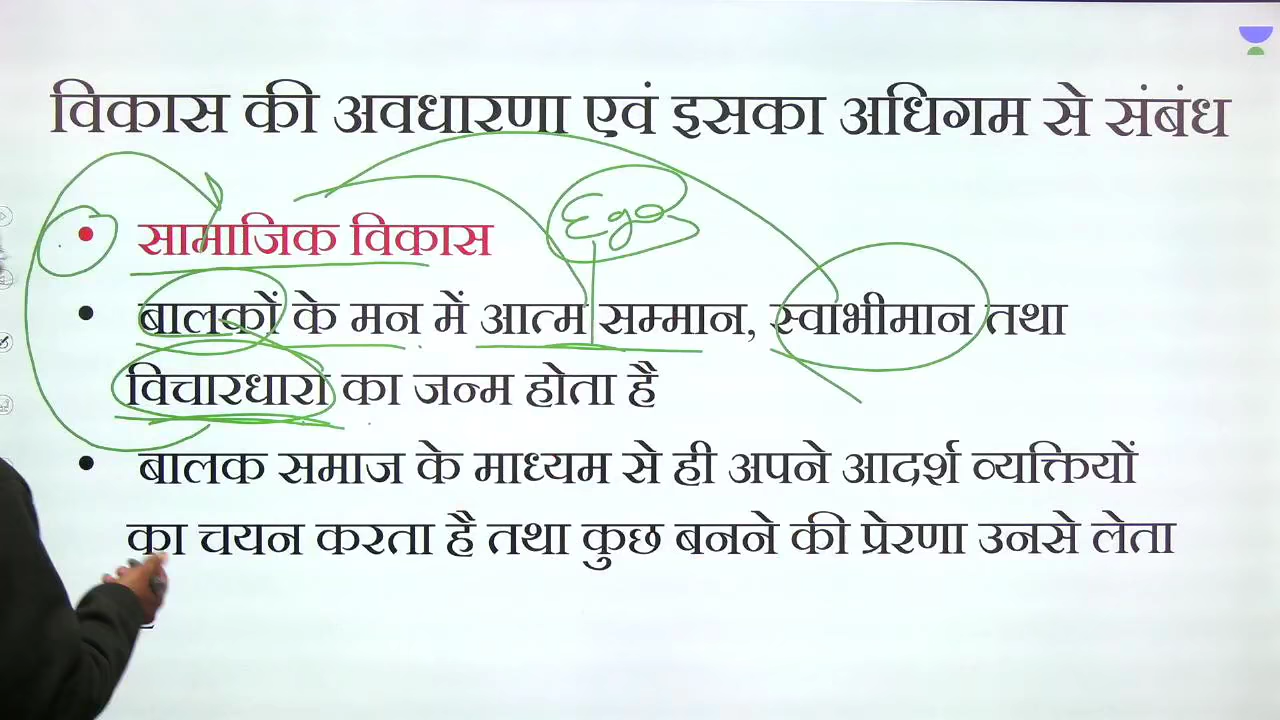 विकास की अवधारणा एवं इसका अधिगम से संबंध
Ego
• सामाजिक विकास
• बालकों के मन में आत्म सम्मान, स्वाभीमान तथा
विचारधारा का जन्म होता है
• बालक समाज के माध्यम से ही अपने आदर्श व्यक्तियों
का चयन करता है तथा कुछ बनने की प्रेरणा उनसे लेता